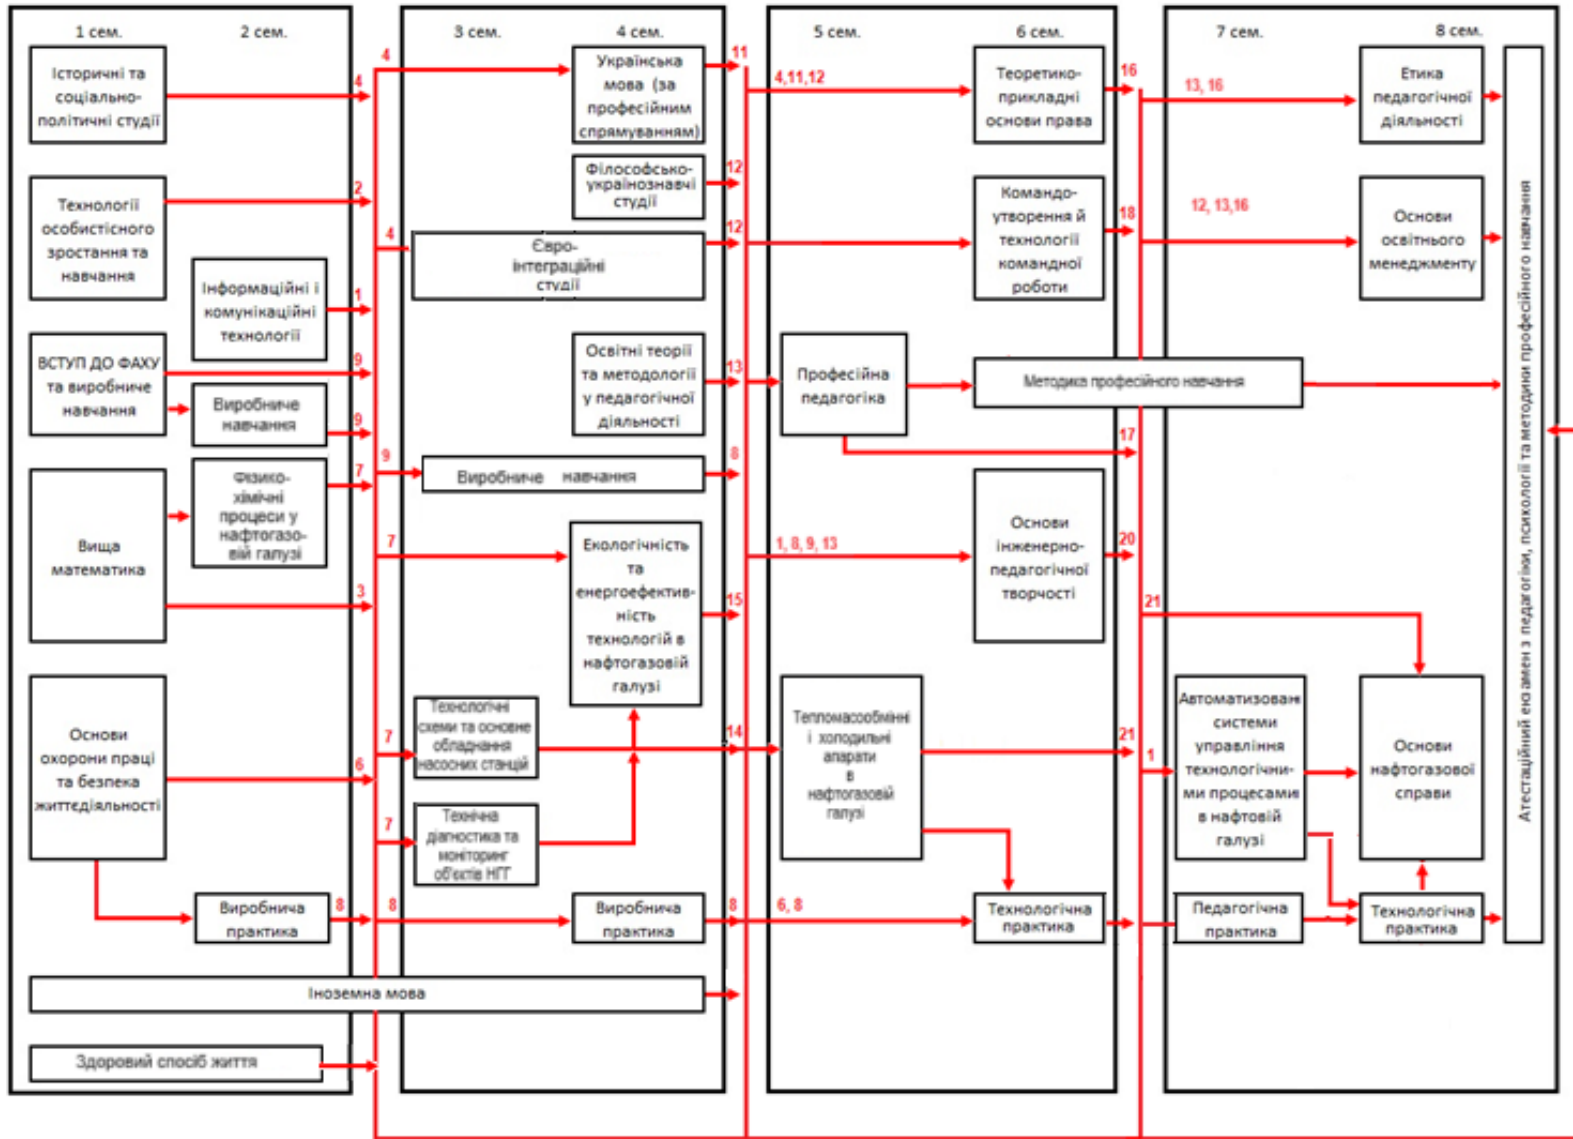 1 сем.
2 сем.
Історичні та
соціально-
політичні студії
4
Технології
особистісного
зростання та
навчання
2
Інформаційні і
комунікаційні
технології
1
ВСТУП ДО ФАХУ
та виробниче
навчання
9
Виробниче
навчання
9
Фізико-
хімічні
процеси у
нафтогазо-
вій галузі
7
Вища
математика
3
Основи
охорони праці
та безпека
життєдіяльності
6
Виробнича
практика
8
Іноземна мова
Здоровий спосіб життя
3 сем.
4 сем.
4
Українська
мова (за
професійним
спрямуванням)
11
Філософсько-
українознавчі
студії
12
4
Євро-
інтеграційні
студії
12
Освітні теорії
та методології
у педагогічної
діяльності
13
9
Виробниче навчання
8
7
Екологічність
та
енергоефектив-
ність
технологій в
нафтогазовій
галузі
15
7
Технологічні
схеми та основне
обладнання
насосних станцій
14
7
Технічна
діагностика та
моніторинг
об'єктів НГГ
8
Виробнича
практика
8
5 сем.
6 сем.
4,11,12
Теоретико-
прикладні
основи права
16
Командо-
утворення й
технології
командної
роботи
18
Професійна
педагогіка
Методика професійного навчання
17
1, 8, 9, 13
Основи
інженерно-
педагогічної
творчості
20
Тепломасообмінні
і холодильні
апарати
в
нафтогазовій
галузі
21
6, 8
Технологічна
практика
7 сем.
8 сем.
13, 16
Етика
педагогічної
діяльності
12, 13,16
Основи
освітнього
менеджменту
21
1
Автоматизовані
системи
управління
технологічни-
ми процесами
в нафтовій
галузі
Основи
нафтогазової
справи
Педагогічна
практика
Технологічна
практика
Атестаційний екзамен з педагогіки, психології та методики професійного навчання